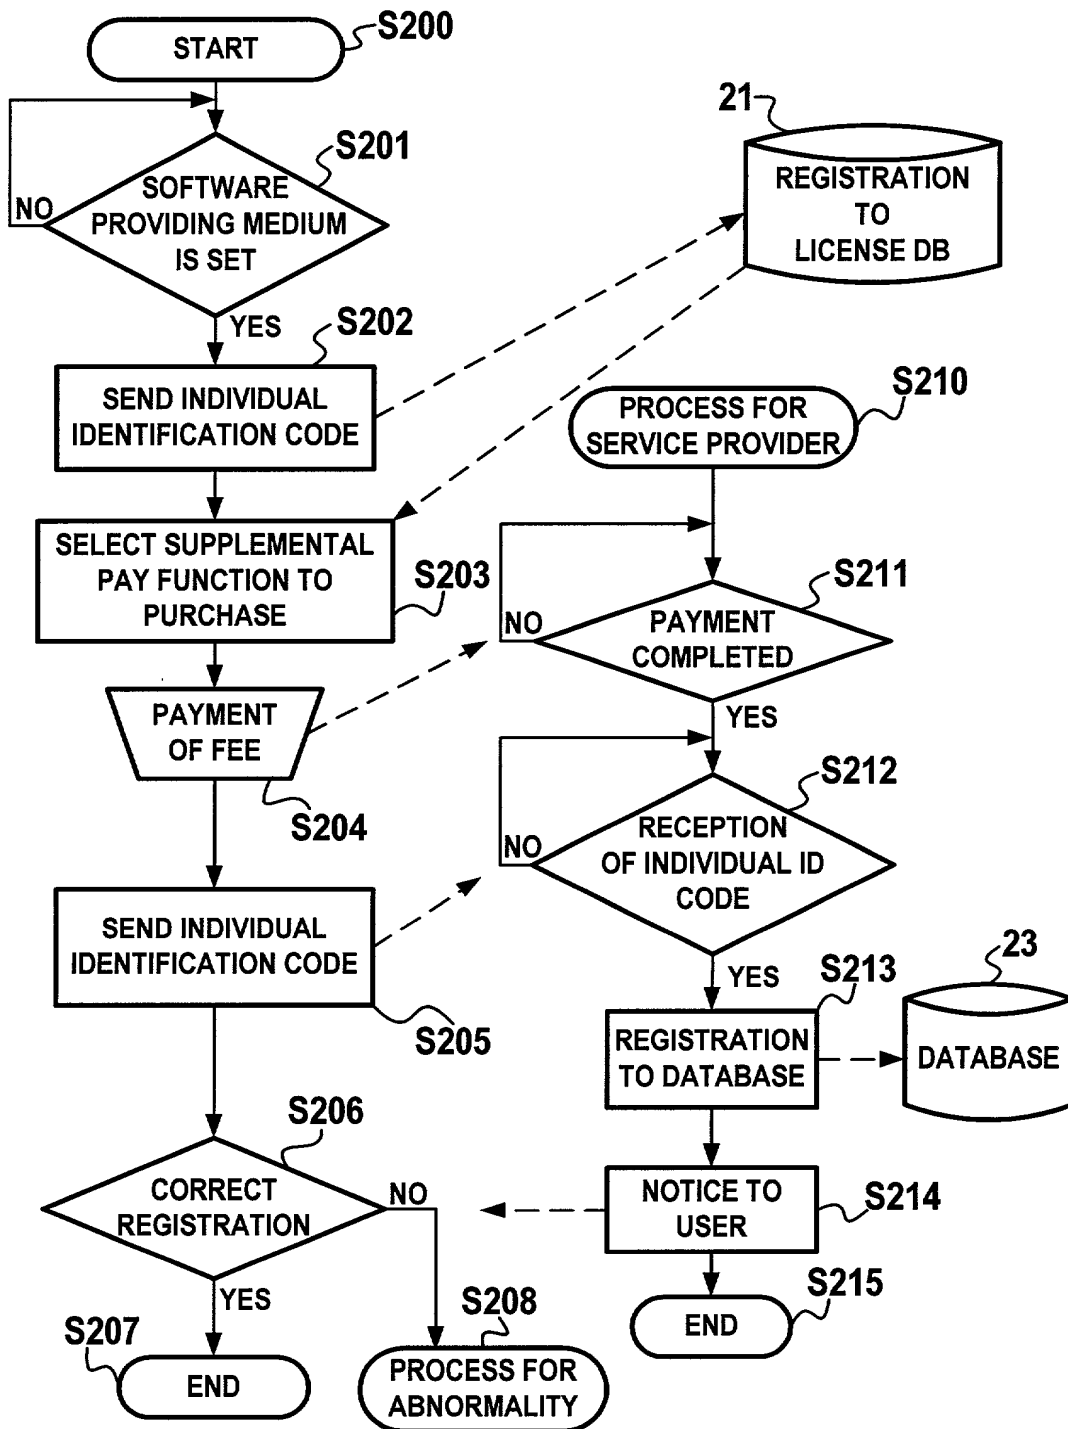 START
S200
S201
SOFTWARE
PROVIDING MEDIUM
IS SET
NO
YES
S202
SEND INDIVIDUAL
IDENTIFICATION CODE
21
REGISTRATION
TO
LICENSE DB
SELECT SUPPLEMENTAL
PAY FUNCTION TO
PURCHASE
S203
PAYMENT
OF FEE
S204
SEND INDIVIDUAL
IDENTIFICATION CODE
S205
S206
CORRECT
REGISTRATION
NO
YES
S207
END
S208
PROCESS FOR
ABNORMALITY
PROCESS FOR
SERVICE PROVIDER
S210
S211
PAYMENT
COMPLETED
NO
YES
S212
RECEPTION
OF INDIVIDUAL ID
CODE
NO
YES
S213
REGISTRATION
TO DATABASE
23
DATABASE
NOTICE TO
USER
S214
S215
END